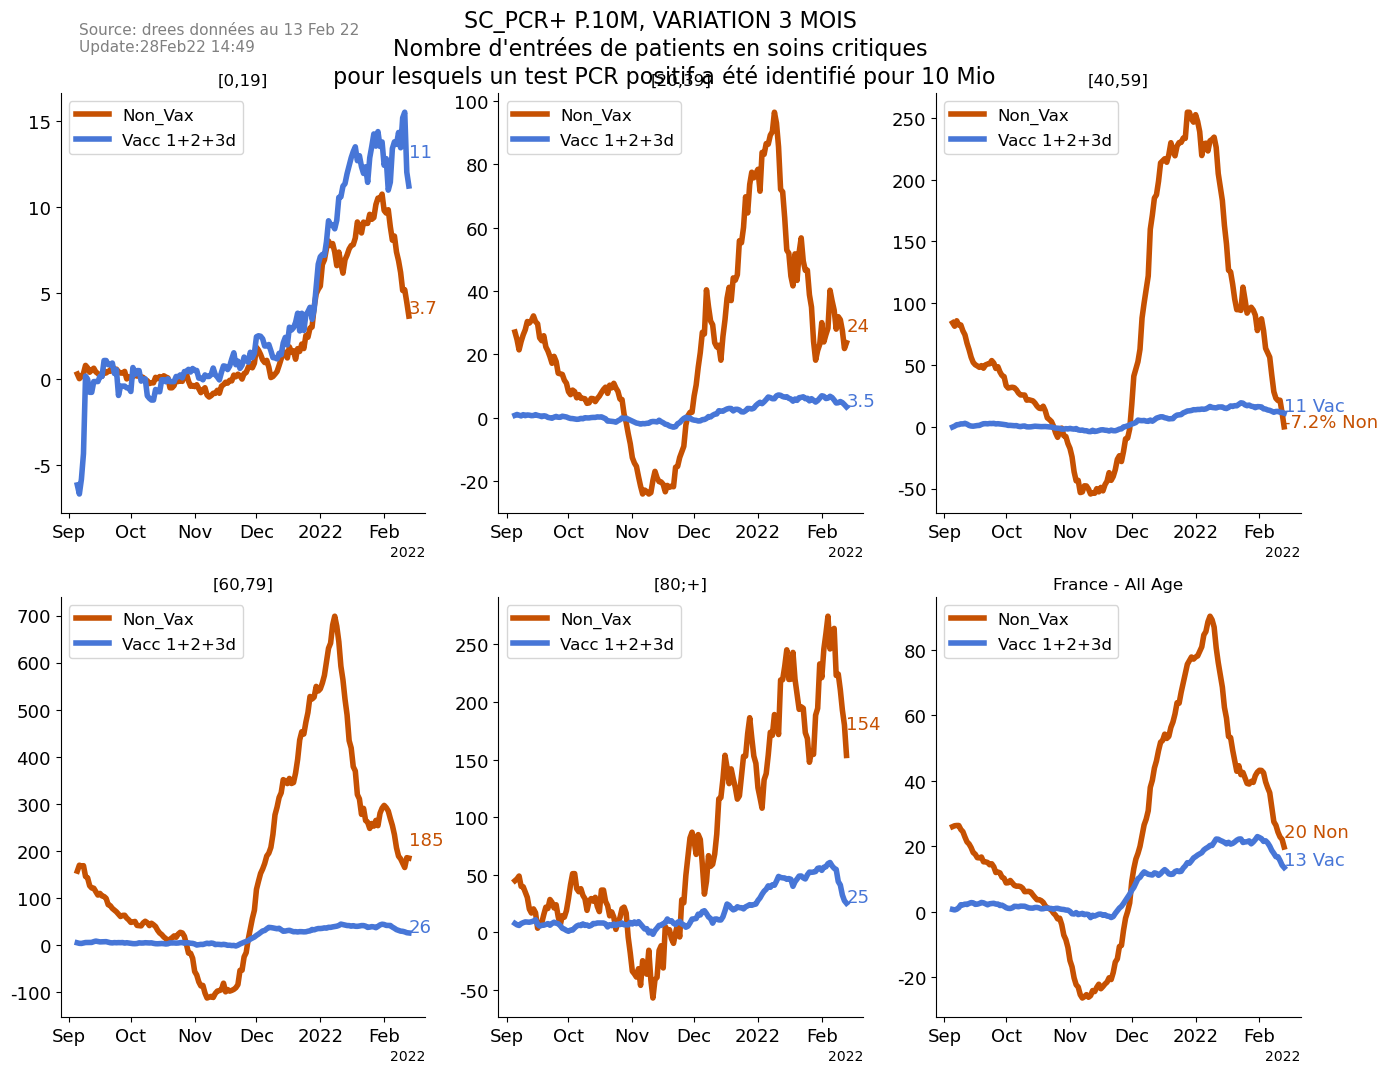 Source: drees données au 13 Feb 22
Update:28Feb22 14:49
SC_PCR+ P.10M, VARIATION 3 MOIS
Nombre d'entrées de patients en soins critiques
pour lesquels un test PCR positif a été identifié pour 10 Mio
[0,19]
Non_Vax
Vacc 1+2+3d
15
10
5
0
-5
11
3.7
Sep Oct Nov Dec 2022 Feb
2022
[20,39]
Non_Vax
Vacc 1+2+3d
100
80
60
40
20
0
-20
24
3.5
Sep Oct Nov Dec 2022 Feb
2022
[40,59]
Non_Vax
Vacc 1+2+3d
250
200
150
100
50
0
-50
11 Vac
-7.2% Non
Sep Oct Nov Dec 2022 Feb
2022
[60,79]
Non_Vax
Vacc 1+2+3d
700
600
500
400
300
200
100
0
-100
185
26
Sep Oct Nov Dec 2022 Feb
2022
[80;+]
Non_Vax
Vacc 1+2+3d
250
200
150
100
50
0
-50
154
25
Sep Oct Nov Dec 2022 Feb
2022
France - All Age
Non_Vax
Vacc 1+2+3d
80
60
40
20
0
-20
20 Non
13 Vac
Sep Oct Nov Dec 2022 Feb
2022